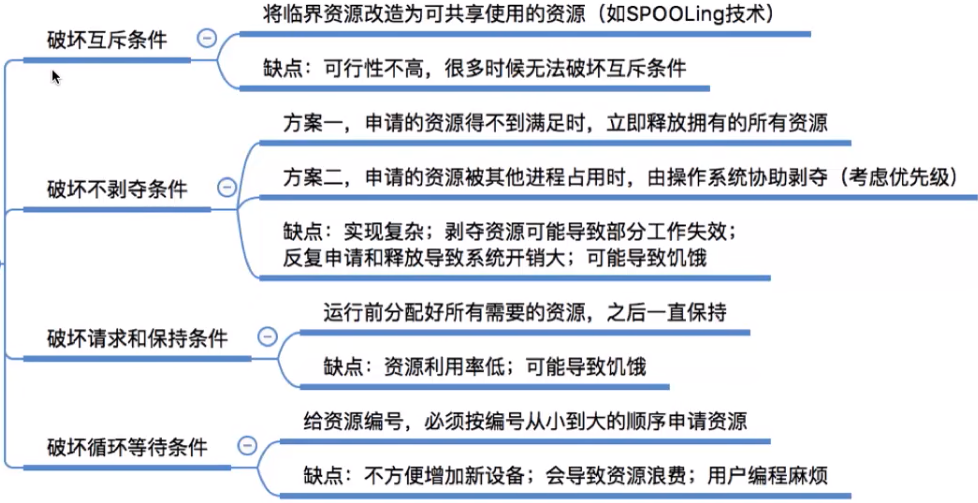 破坏互斥条件
将临界资源改造为可共享使用的资源（如SPOOLing技术）
缺点：可行性不高，很多时候无法破坏互斥条件
破坏不剥夺条件
方案一，申请的资源得不到满足时，立即释放拥有的所有资源
方案二，申请的资源被其他进程占用时，由操作系统协助剥夺（考虑优先级）
缺点：实现复杂；剥夺资源可能导致部分工作失效；
反复申请和释放导致系统开销大；可能导致饥饿
破坏请求和保持条件
运行前分配好所有需要的资源，之后一直保持
缺点：资源利用率低；可能导致饥饿
破坏循环等待条件
给资源编号，必须按编号从小到大的顺序申请资源
缺点：不方便增加新设备；会导致资源浪费；用户编程麻烦